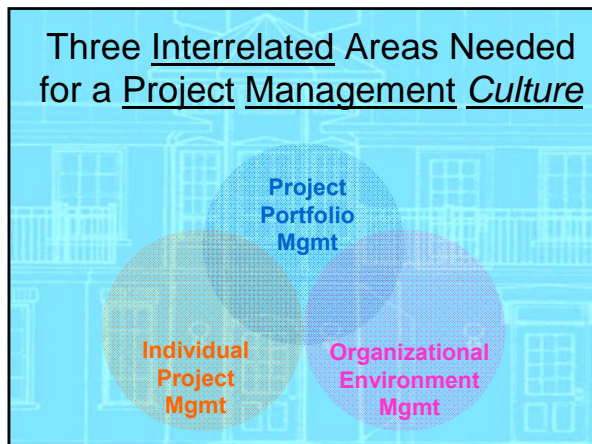 Three Interrelated Areas Needed
for a Project Management Culture
Project
Portfolio
Mgmt
Individual
Project
Mgmt
Organizational
Environment
Mgmt